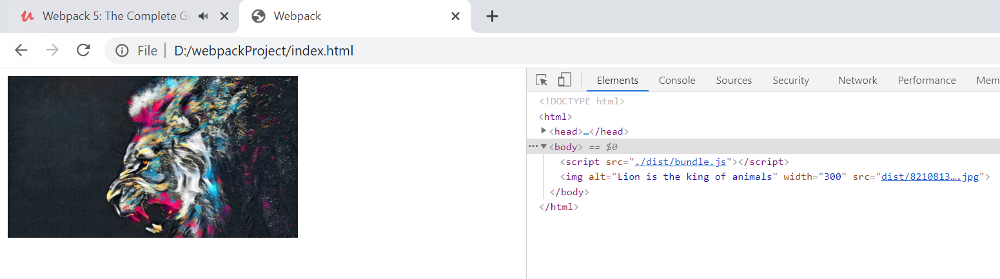 Webpack 5: The Complete Gu
Webpack
File | D:/webpackProject/index.html
Elements Console Sources Security Network Performance Mem
<!DOCTYPE html>
<html>
<head>…</head>
<body> == $0
<script src="./dist/bundle.js"></script>
<img alt="Lion is the king of animals" width="300" src="dist/8210813….jpg">
</body>
</html>